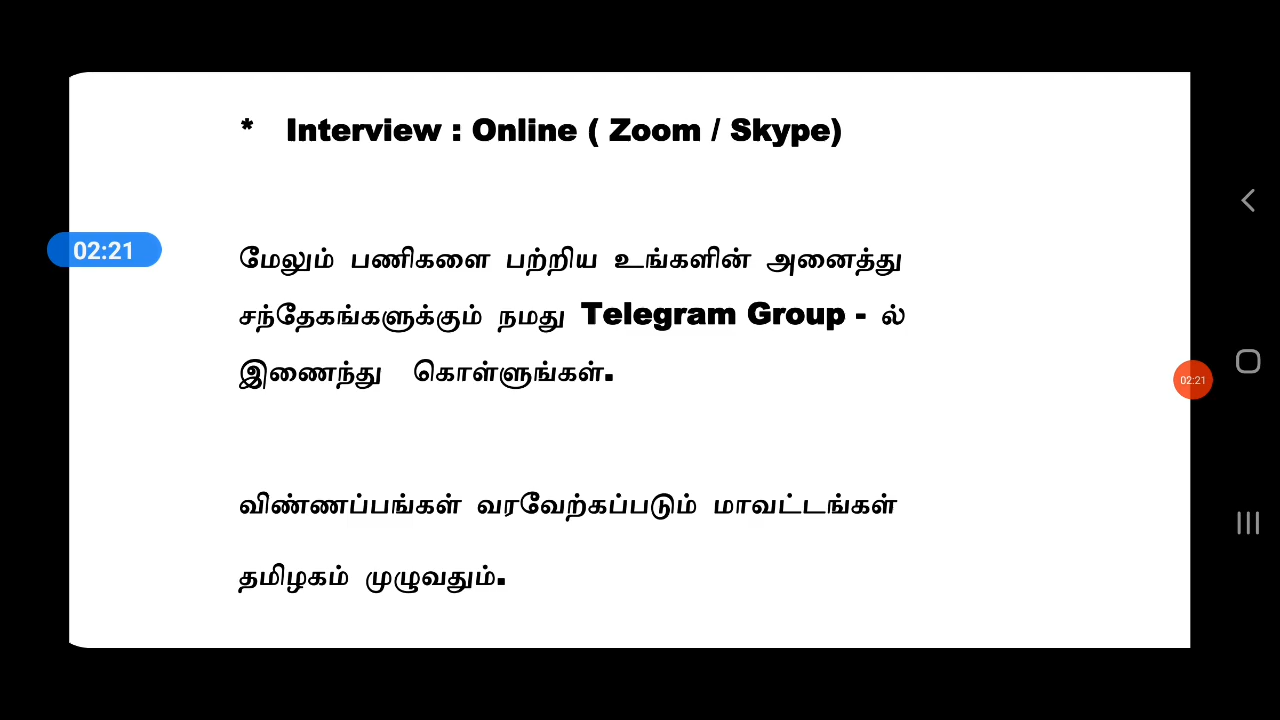 * Interview : Online ( Zoom / Skype)
02:21
மேலும் பணிகளை பற்றிய உங்களின் அனைத்து
சந்தேகங்களுக்கும் நமது Telegram Group - ல்
இணைந்து கொள்ளுங்கள்.
02:21
விண்ணப்பங்கள் வரவேற்கப்படும் மாவட்டங்கள்
தமிழகம் முழுவதும்.